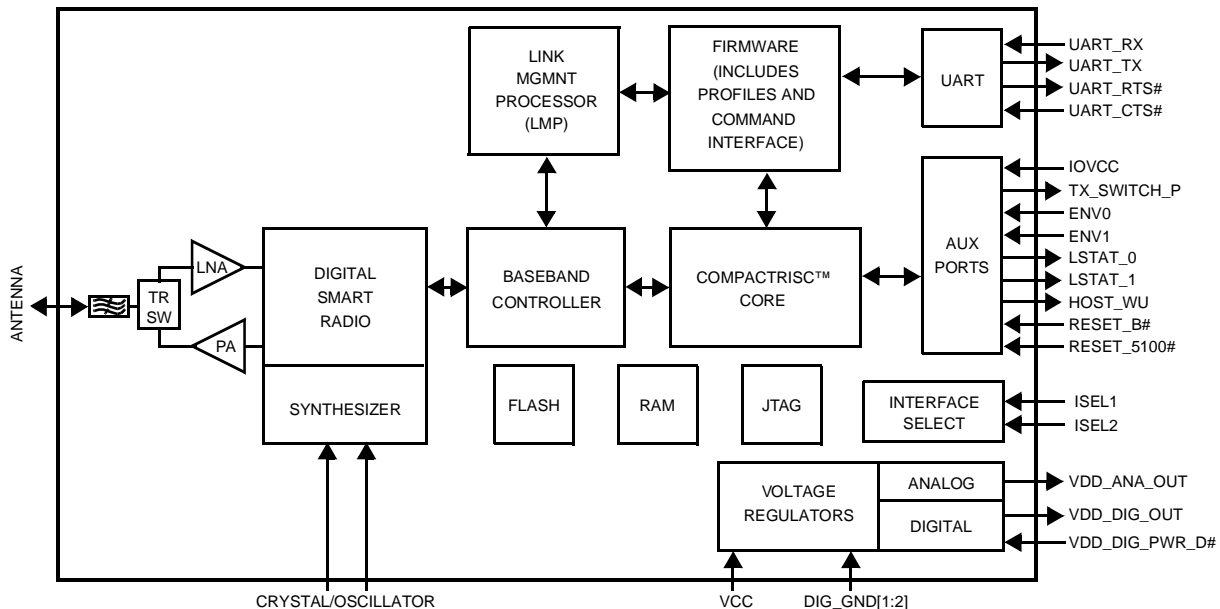 LINK
MGMNT
PROCESSOR
(LMP)
FIRMWARE
(INCLUDES
PROFILES AND
COMMAND
INTERFACE)
UART
UART_RX
UART_TX
UART_RTS#
UART_CTS#
IOVCC
TX_SWITCH_P
ENV0
ENV1
LSTAT_0
LSTAT_1
HOST_WU
RESET_B#
RESET_5100#
AUX
PORTS
ANTENNA
TR
SW
LNA
PA
DIGITAL
SMART
RADIO
SYNTHESIZER
BASEBAND
CONTROLLER
COMPACTRISC™
CORE
FLASH
RAM
JTAG
INTERFACE
SELECT
ISEL1
ISEL2
VOLTAGE
REGULATORS
ANALOG
DIGITAL
VDD_ANA_OUT
VDD_DIG_OUT
VDD_DIG_PWR_D#
CRYSTAL/OSCILLATOR
VCC
DIG_GND[1:2]